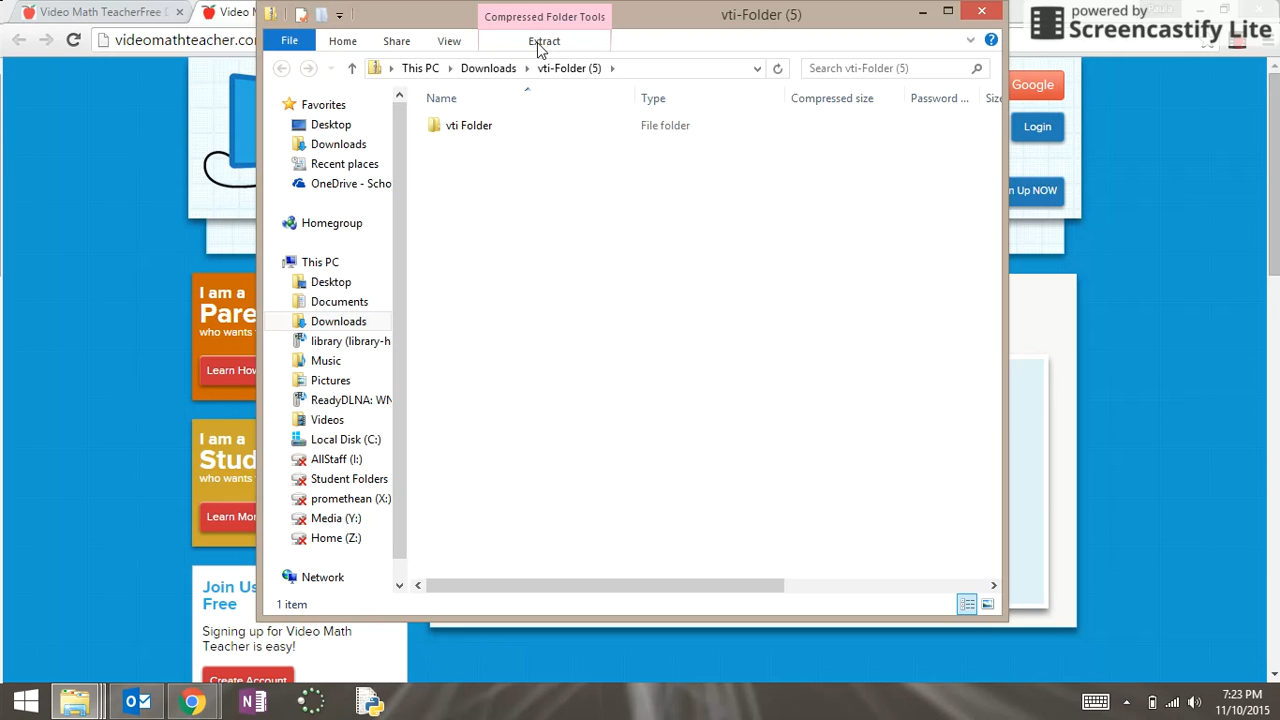 Video Math TeacherFree D
Video M
videomathteacher.co
Compressed Folder Tools
vti-Folder (5)
powered by
Screencastify Lite
File
Home
Share
View
Extract
This PC
Downloads
vti-Folder (5)
Search vti-Folder (5)
Name
Type
Compressed size
Password ...
Size
vti Folder
File folder
Favorites
Desktop
Downloads
Recent places
OneDrive - Scho
Homegroup
This PC
Desktop
Documents
Downloads
library (library-h
Music
Pictures
ReadyDLNA: WN
Videos
Local Disk (C:)
AllStaff (I:)
Student Folders
promethean (X:)
Media (Y:)
Home (Z:)
Network
1 item
Google
Login
n Up NOW
I am a
Pare
who wants
Learn How
I am a
Stud
who wants
Learn Mor
Join Us
Free
Signing up for Video Math
Teacher is easy!
Create Account
7:23 PM
11/10/2015